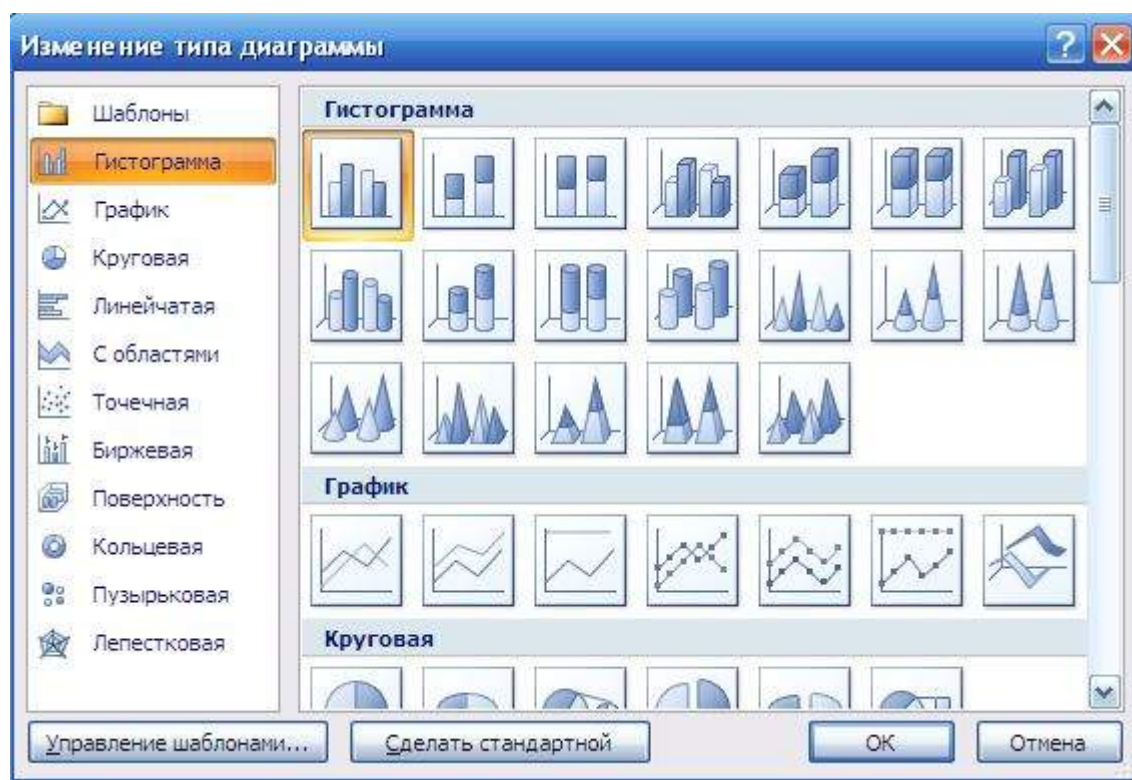 Изменение типа диаграммы
Шаблоны
Гистограмма
График
Круговая
Линейчатая
С областями
Точечная
Биржевая
Поверхность
Кольцевая
Пузырьковая
Лепестковая
Гистограмма
График
Круговая
Управление шаблонами...
Сделать стандартной
ОК
Отмена